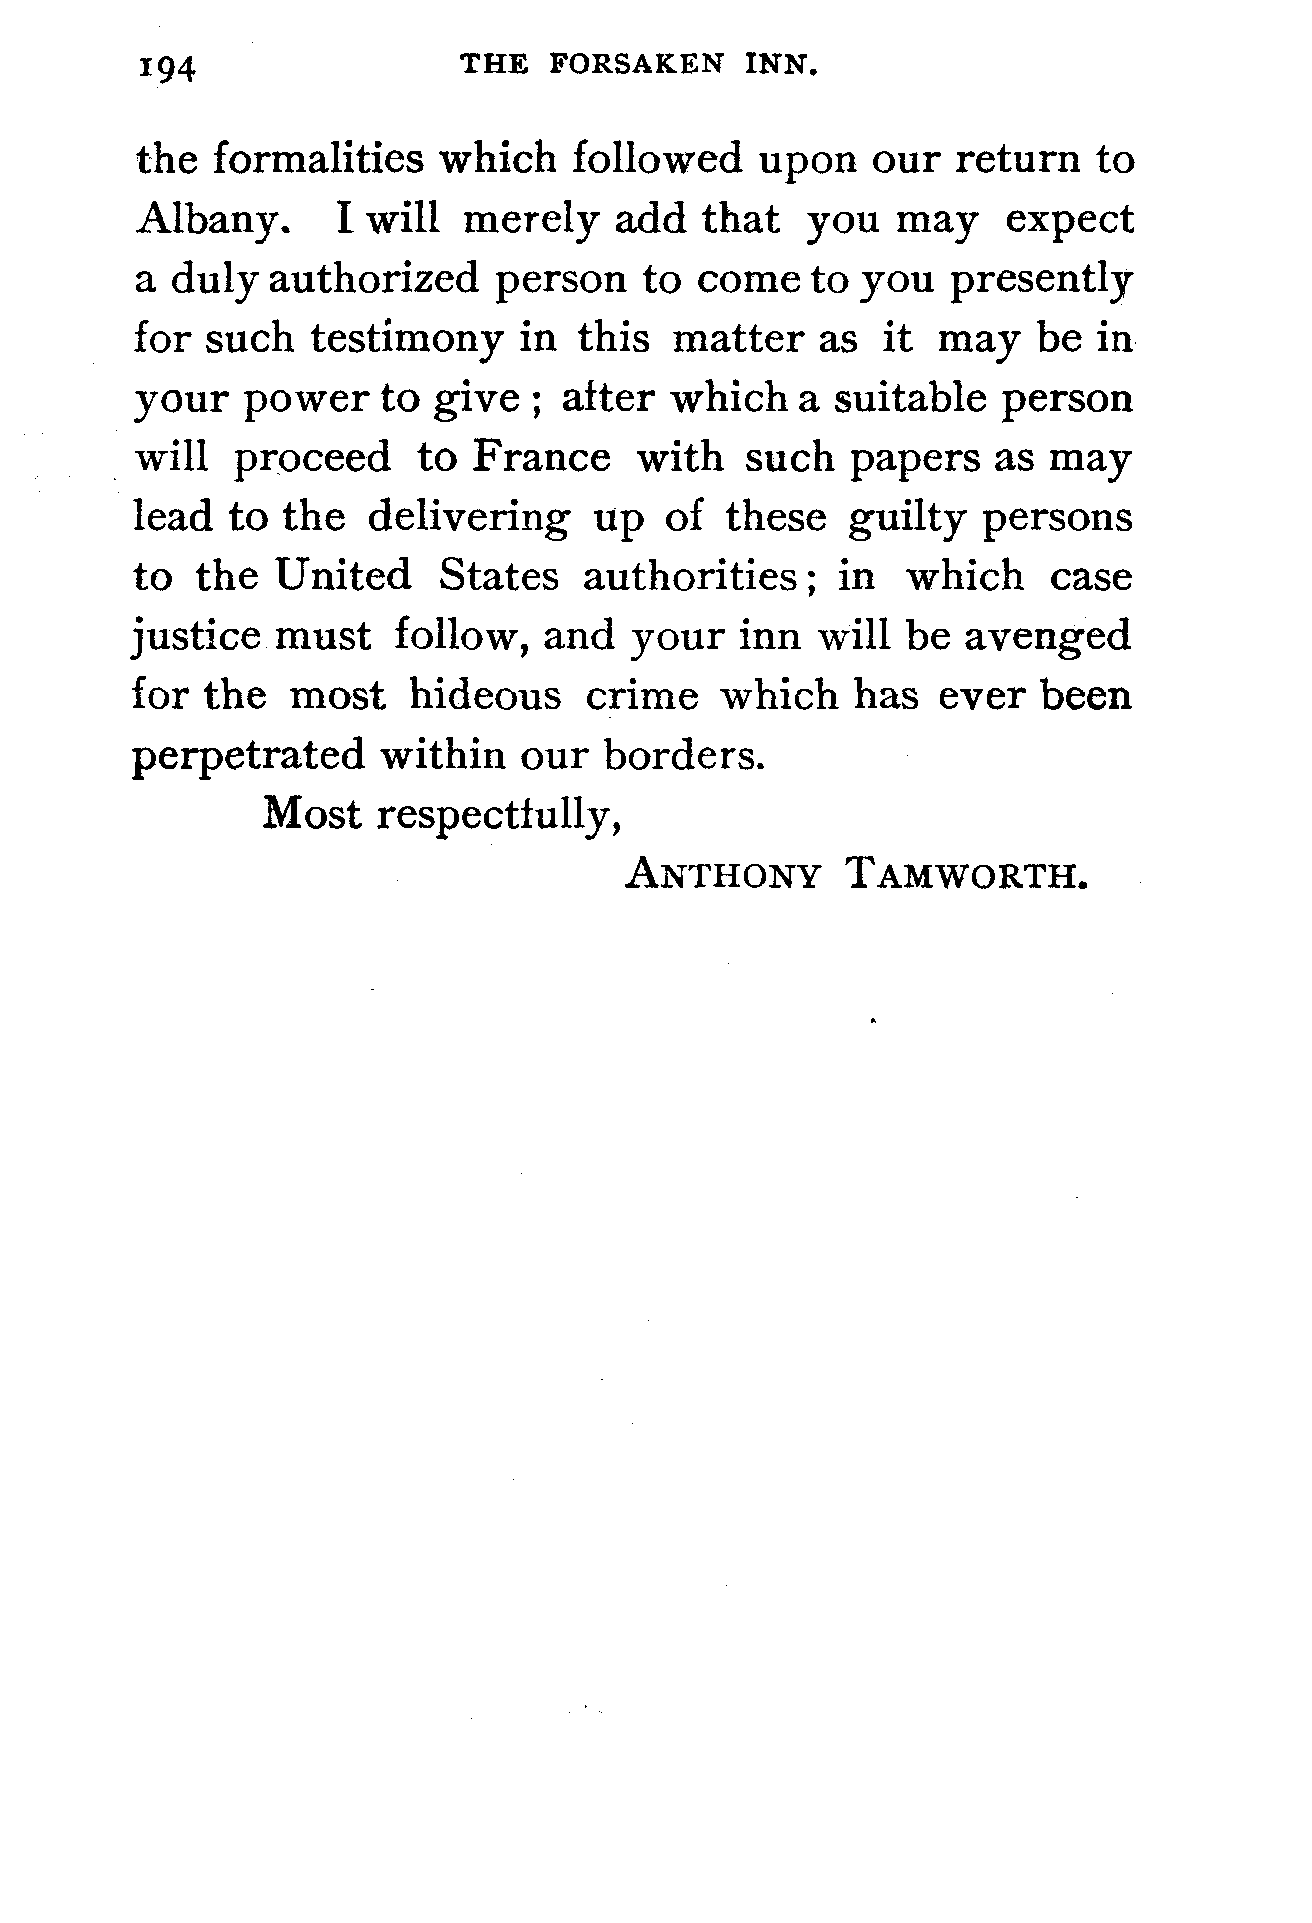 194 THE FORSAKEN INN.
the formalities which followed upon our return to
Albany. I will merely add that you may expect
a duly authorized person to come to you presently
for such testimony in this matter as it may be in
your power to give ; after which a suitable person
will proceed to France with such papers as may
lead to the delivering up of these guilty persons
to the United States authorities ; in which case
justice must follow, and your inn will be avenged
for the most hideous crime which has ever been
perpetrated within our borders.
Most respectfully,
ANTHONY TAMWORTH.